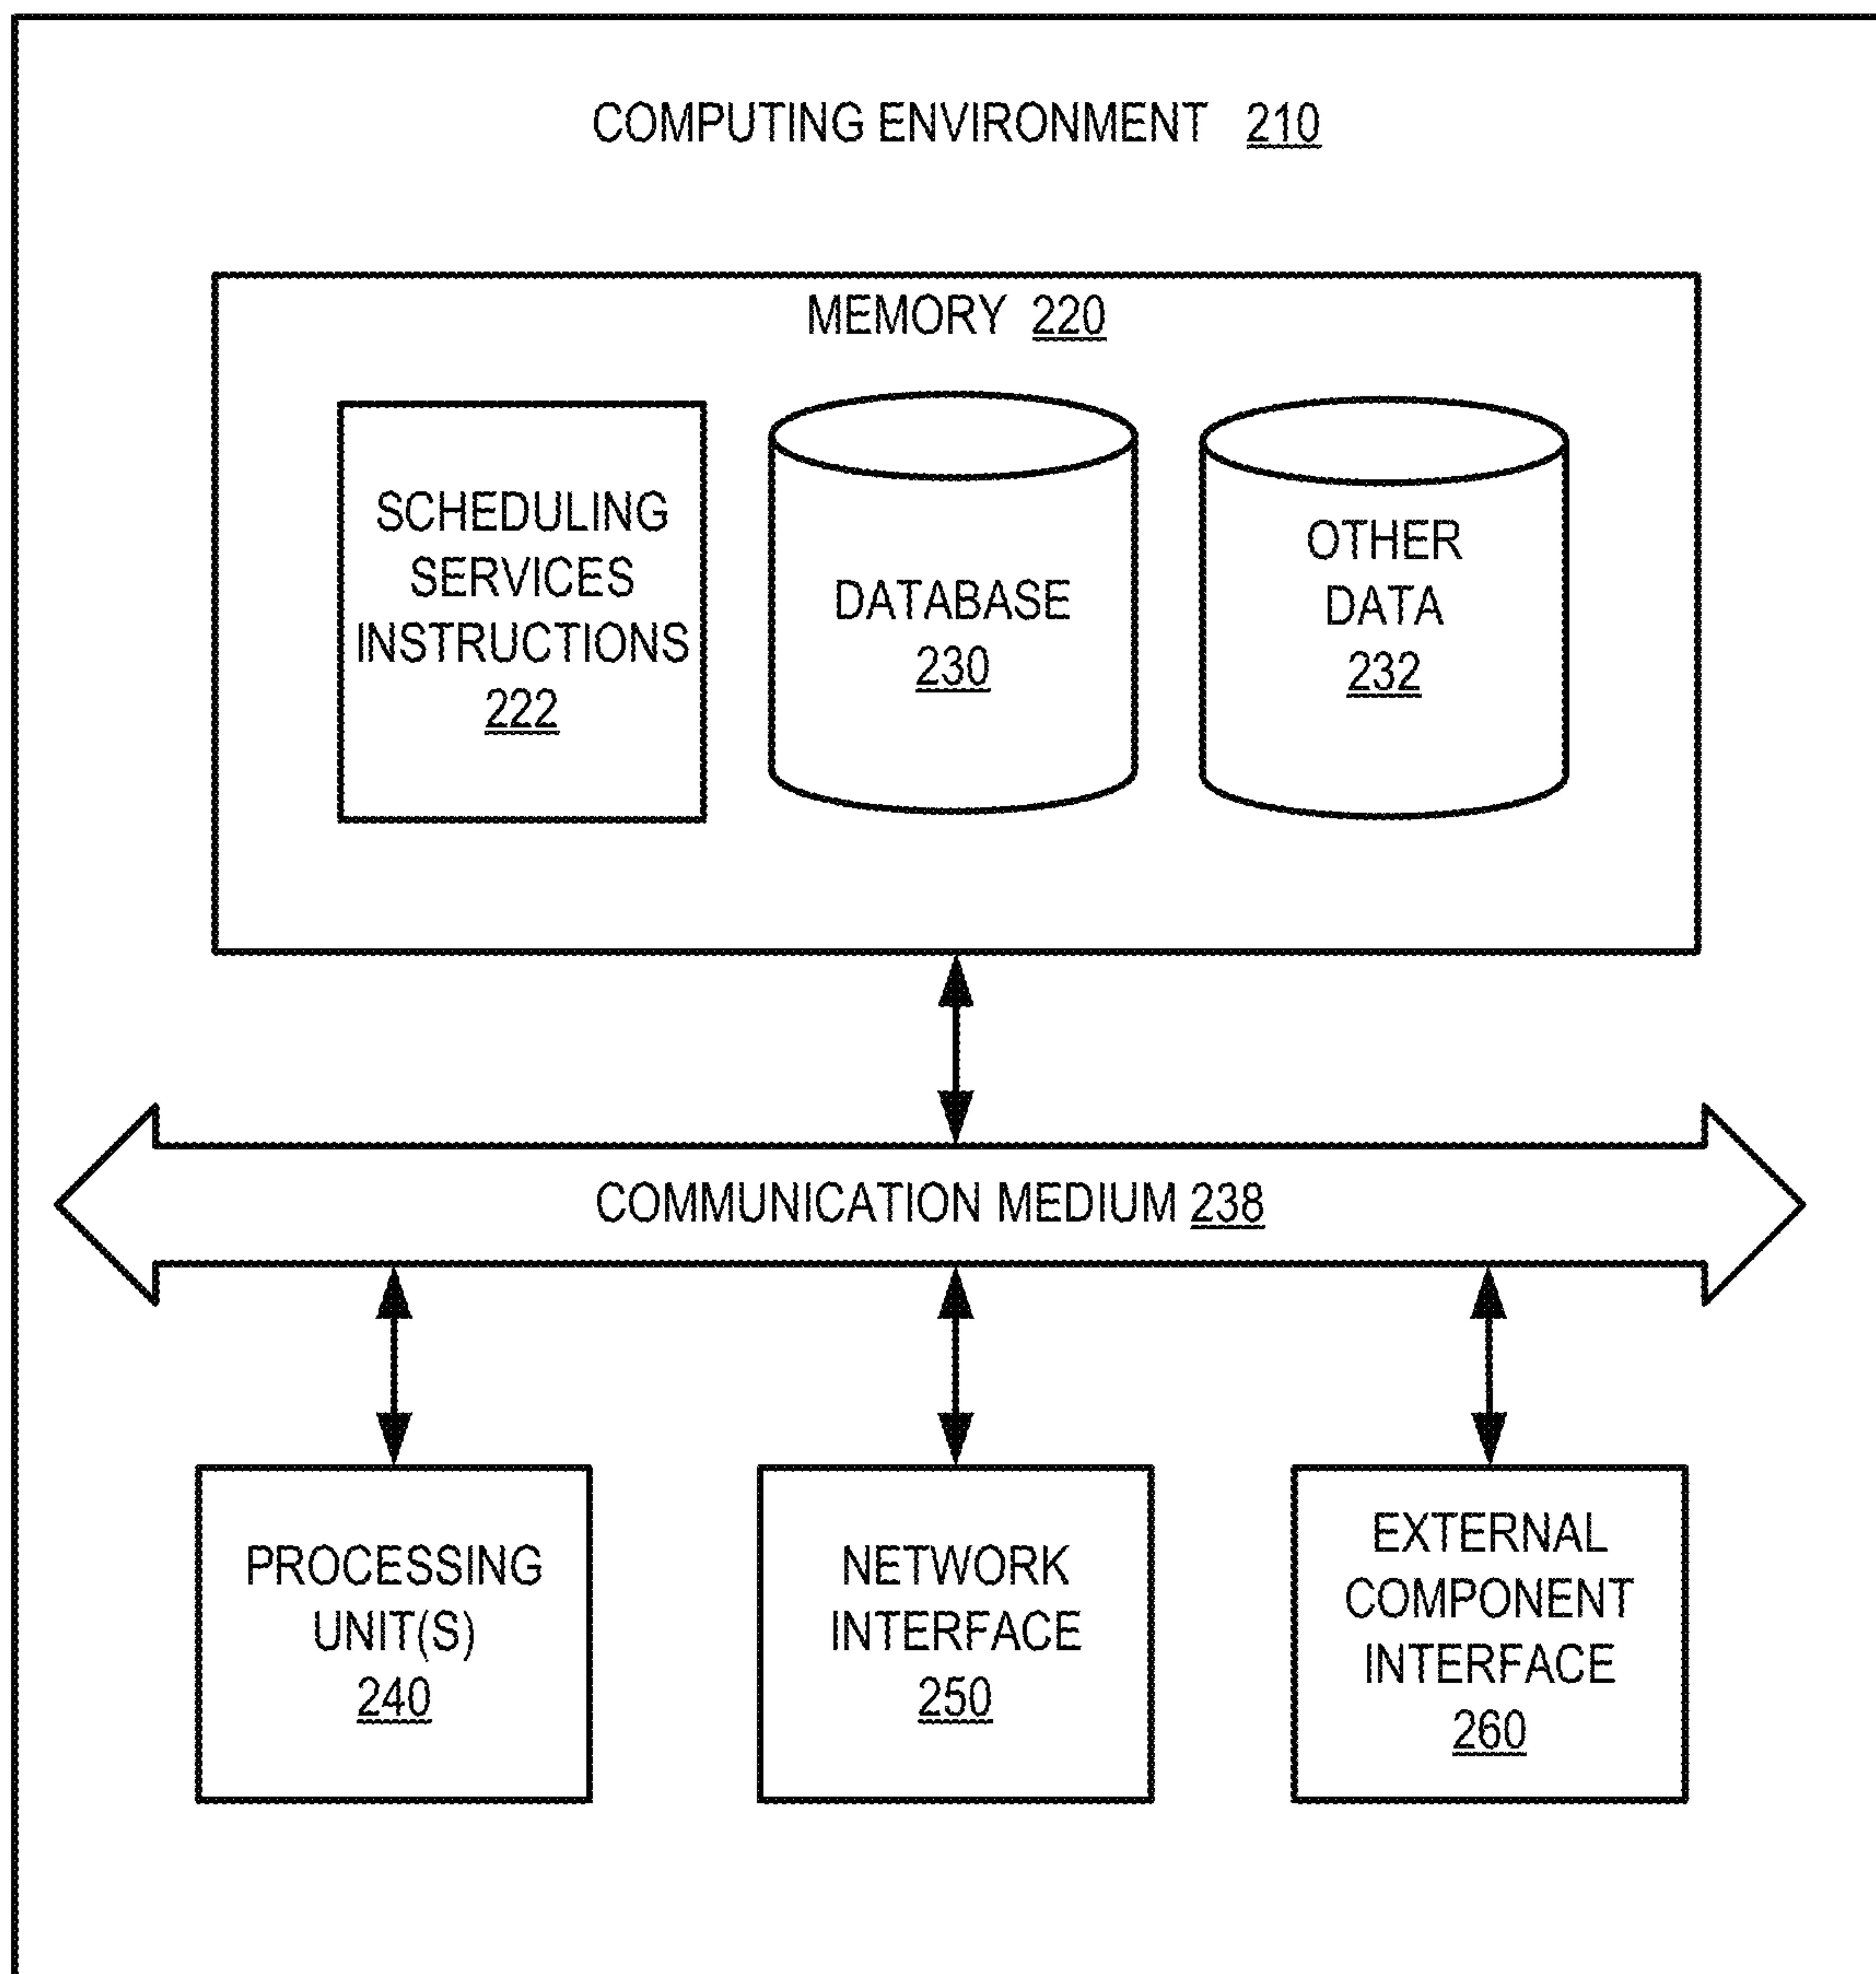 COMPUTING ENVIRONMENT 210
MEMORY 220
SCHEDULING
SERVICES
INSTRUCTIONS
222
DATABASE
230
OTHER
DATA
232
COMMUNICATION MEDIUM 238
PROCESSING
UNIT(S)
240
NETWORK
INTERFACE
250
EXTERNAL
COMPONENT
INTERFACE
260